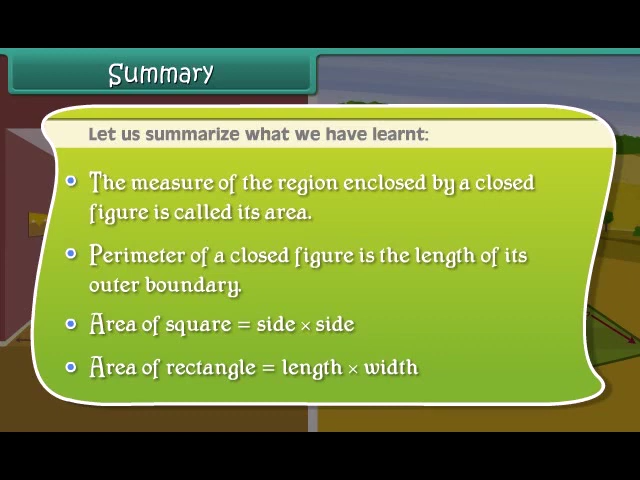 Summary
Let us summarize what we have learnt:
The measure of the region enclosed by a closed
figure is called its area.
Perimeter of a closed figure is the length of its
outer boundary.
Area of square = side × side
Area of rectangle = length × width